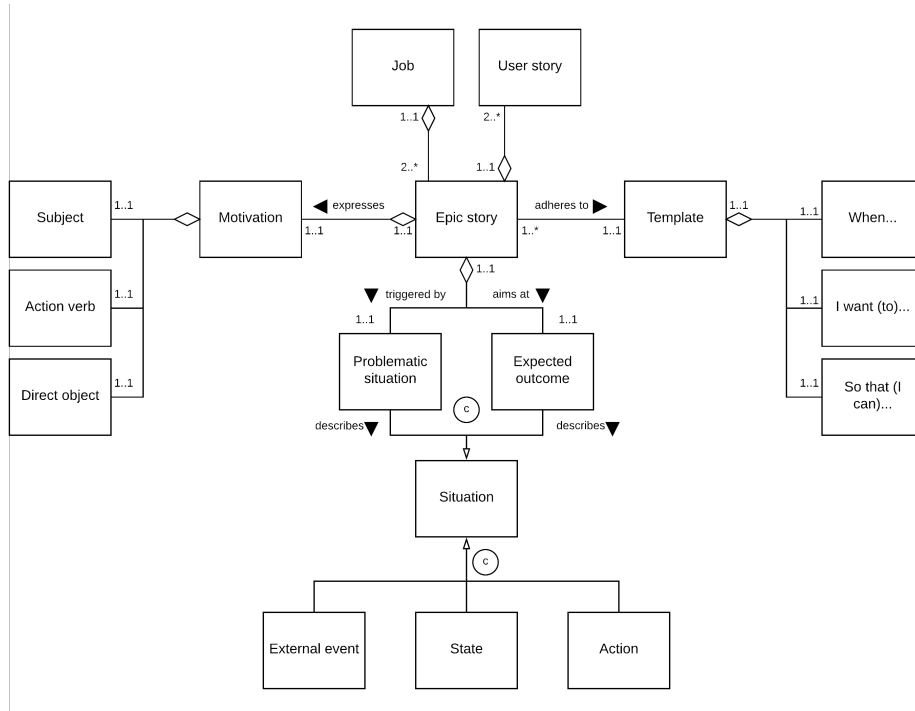 Job
User story
1..1
2..*
2..*
1..1
Subject
1..1
Motivation
expresses
1..1
1..1
Epic story
adheres to
1..*
1..1
Template
1..1
1..1
When...
1..1
Action verb
1..1
triggered by
aims at
1..1
I want (to)...
1..1
1..1
Direct object
1..1
Problematic
situation
Expected
outcome
1..1
So that (I
can)...
c
describes
describes
Situation
c
External event
State
Action